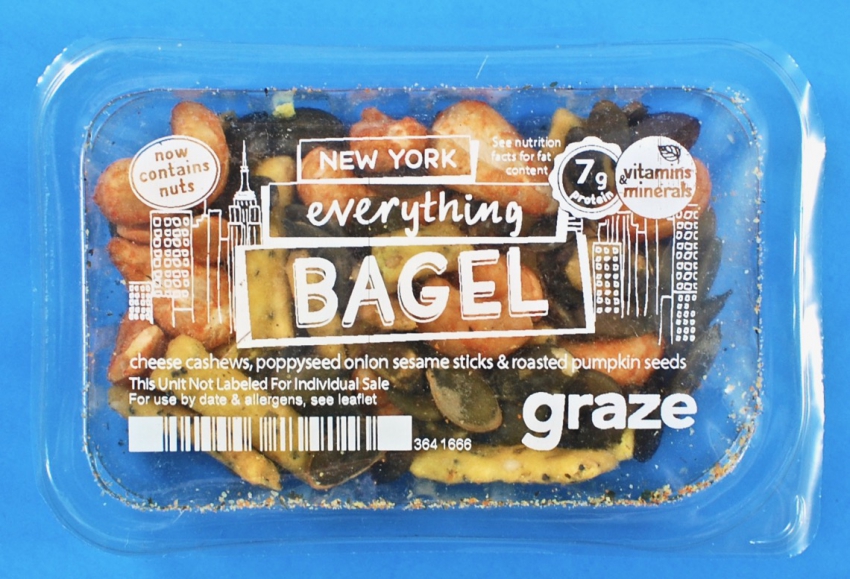 now
contains
nuts
NEW YORK
See nutrition
facts for fat
content
7g
protein
& vitamins
minerals
everything
BAGEL
cheese cashews, poppyseed onion sesame sticks & roasted pumpkin seeds
This Unit Not Labeled For Individual Sale
For use by date & allergens, see leaflet
graze
3641666